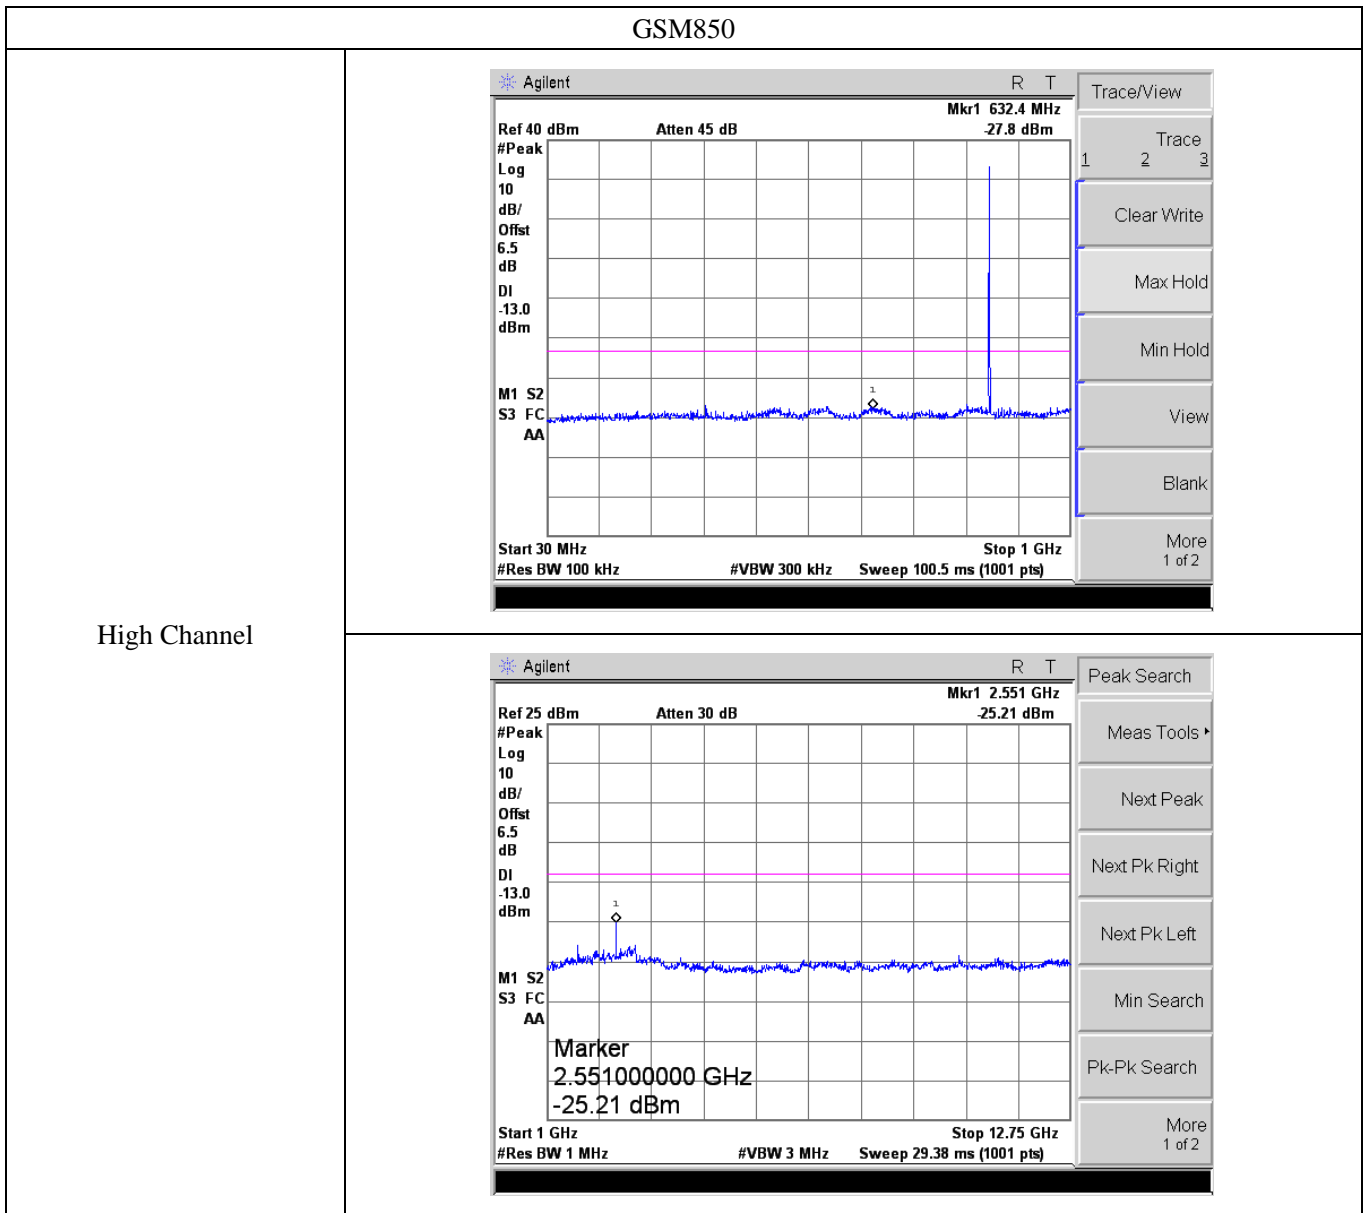 GSM850
High Channel
Agilent R T
Mkr1 632.4 MHz
Ref 40 dBm Atten 45 dB -27.8 dBm
#Peak
Log
10
dB/
Offst
6.5
dB
DI
-13.0
dBm
M1 S2
S3 FC
AA
1
Start 30 MHz Stop 1 GHz
#Res BW 100 kHz #VBW 300 kHz Sweep 100.5 ms (1001 pts)
Trace/View
Trace
1 2 3
Clear Write
Max Hold
Min Hold
View
Blank
More
1 of 2
Agilent R T
Mkr1 2.551 GHz
Ref 25 dBm Atten 30 dB -25.21 dBm
#Peak
Log
10
dB/
Offst
6.5
dB
DI
-13.0
dBm
1
M1 S2
S3 FC
AA
Marker
2.551000000 GHz
-25.21 dBm
Start 1 GHz Stop 12.75 GHz
#Res BW 1 MHz #VBW 3 MHz Sweep 29.38 ms (1001 pts)
Peak Search
Meas Tools
Next Peak
Next Pk Right
Next Pk Left
Min Search
Pk-Pk Search
More
1 of 2